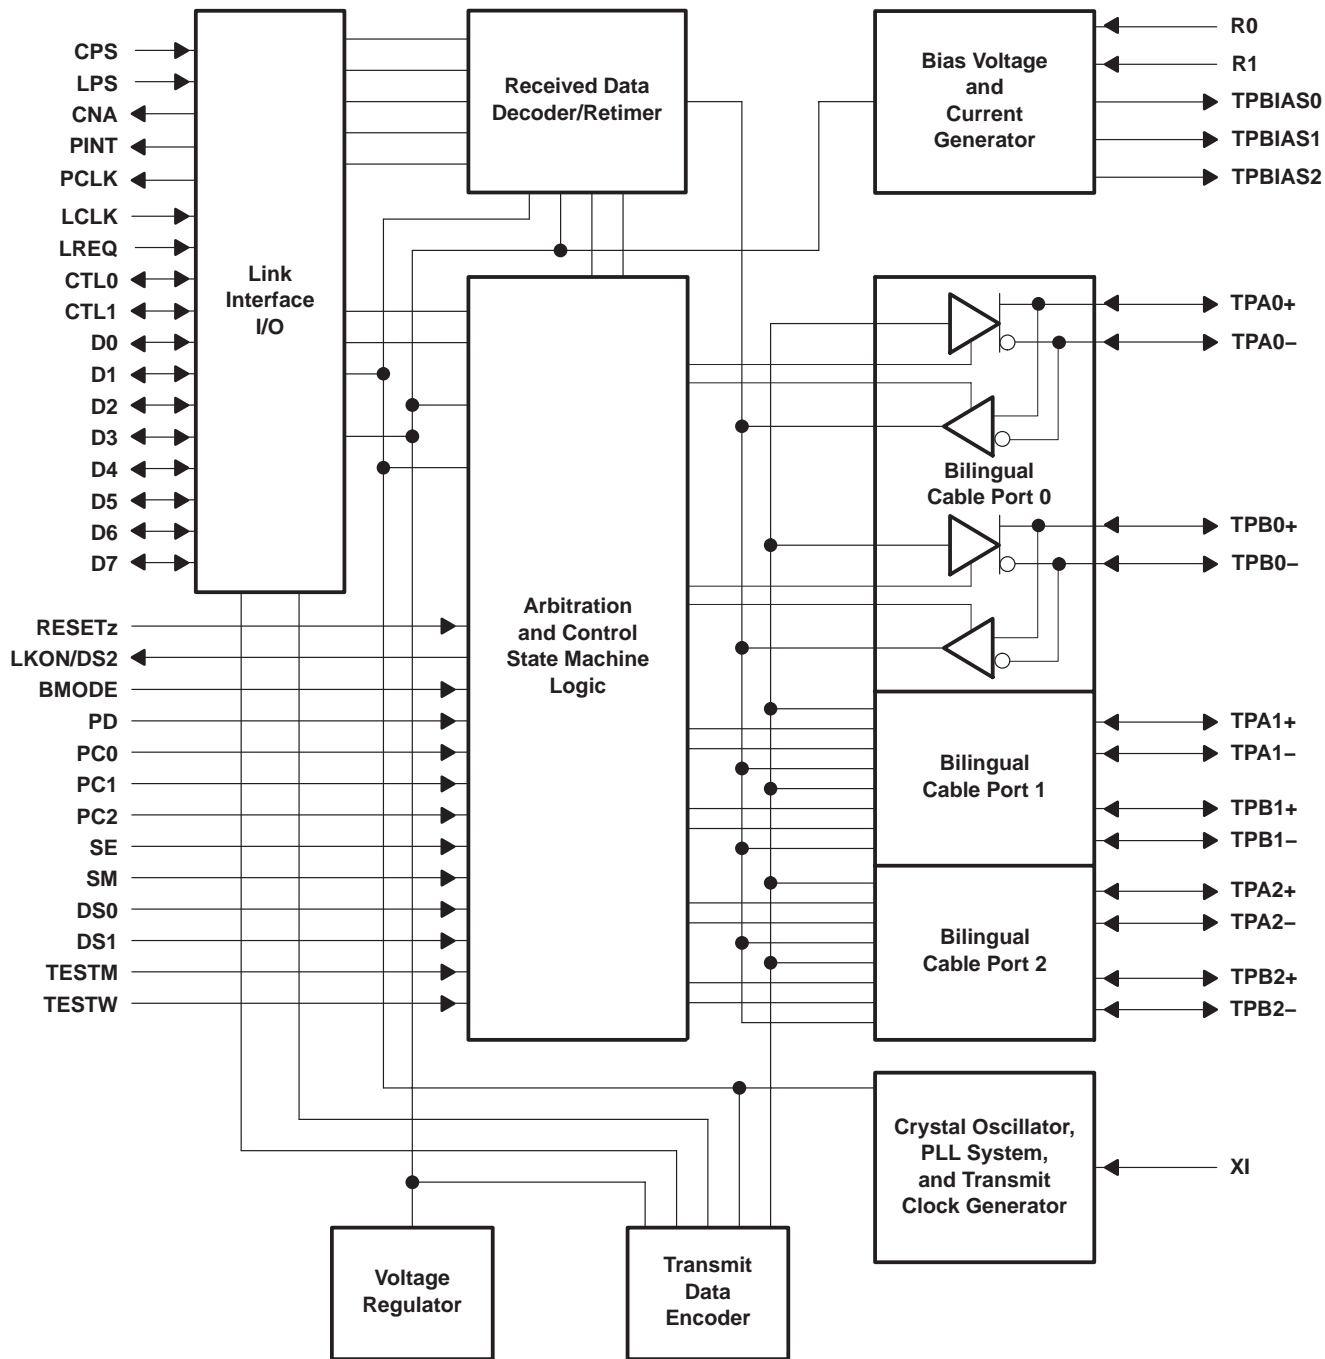 CPS
LPS
CNA
PINT
PCLK
LCLK
LREQ
CTL0
CTL1
D0
D1
D2
D3
D4
D5
D6
D7
RESETz
LKON/DS2
BMODE
PD
PC0
PC1
PC2
SE
SM
DS0
DS1
TESTM
TESTW
Link
Interface
I/O
Received Data
Decoder/Retimer
Arbitration
and Control
State Machine
Logic
Bias Voltage
and
Current
Generator
Bilingual
Cable Port 0
Bilingual
Cable Port 1
Bilingual
Cable Port 2
Crystal Oscillator,
PLL System,
and Transmit
Clock Generator
Voltage
Regulator
Transmit
Data
Encoder
R0
R1
TPBIAS0
TPBIAS1
TPBIAS2
TPA0+
TPA0–
TPB0+
TPB0–
TPA1+
TPA1–
TPB1+
TPB1–
TPA2+
TPA2–
TPB2+
TPB2–
XI